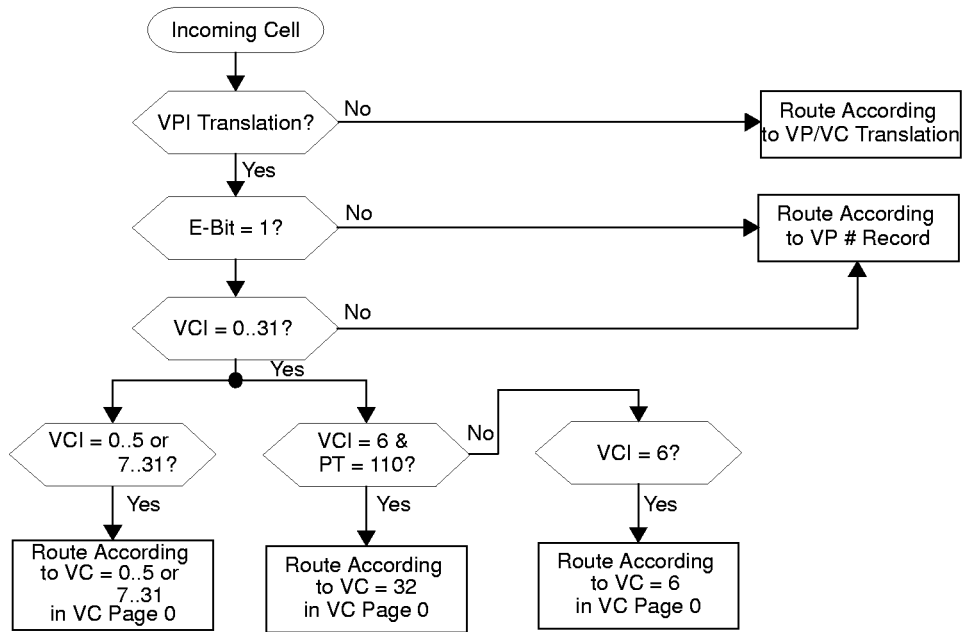 Incoming Cell
VPI Translation?
No
Route According
to VP/VC Translation
Yes
E-Bit = 1?
No
Route According
to VP # Record
VCI = 0..31?
No
Yes
VCI = 0..5 or
7..31?
VCI = 6 &
PT = 110?
No
VCI = 6?
Yes
Yes
Yes
Route According
to VC = 0..5 or
7..31
in VC Page 0
Route According
to VC = 32
in VC Page 0
Route According
to VC = 6
in VC Page 0